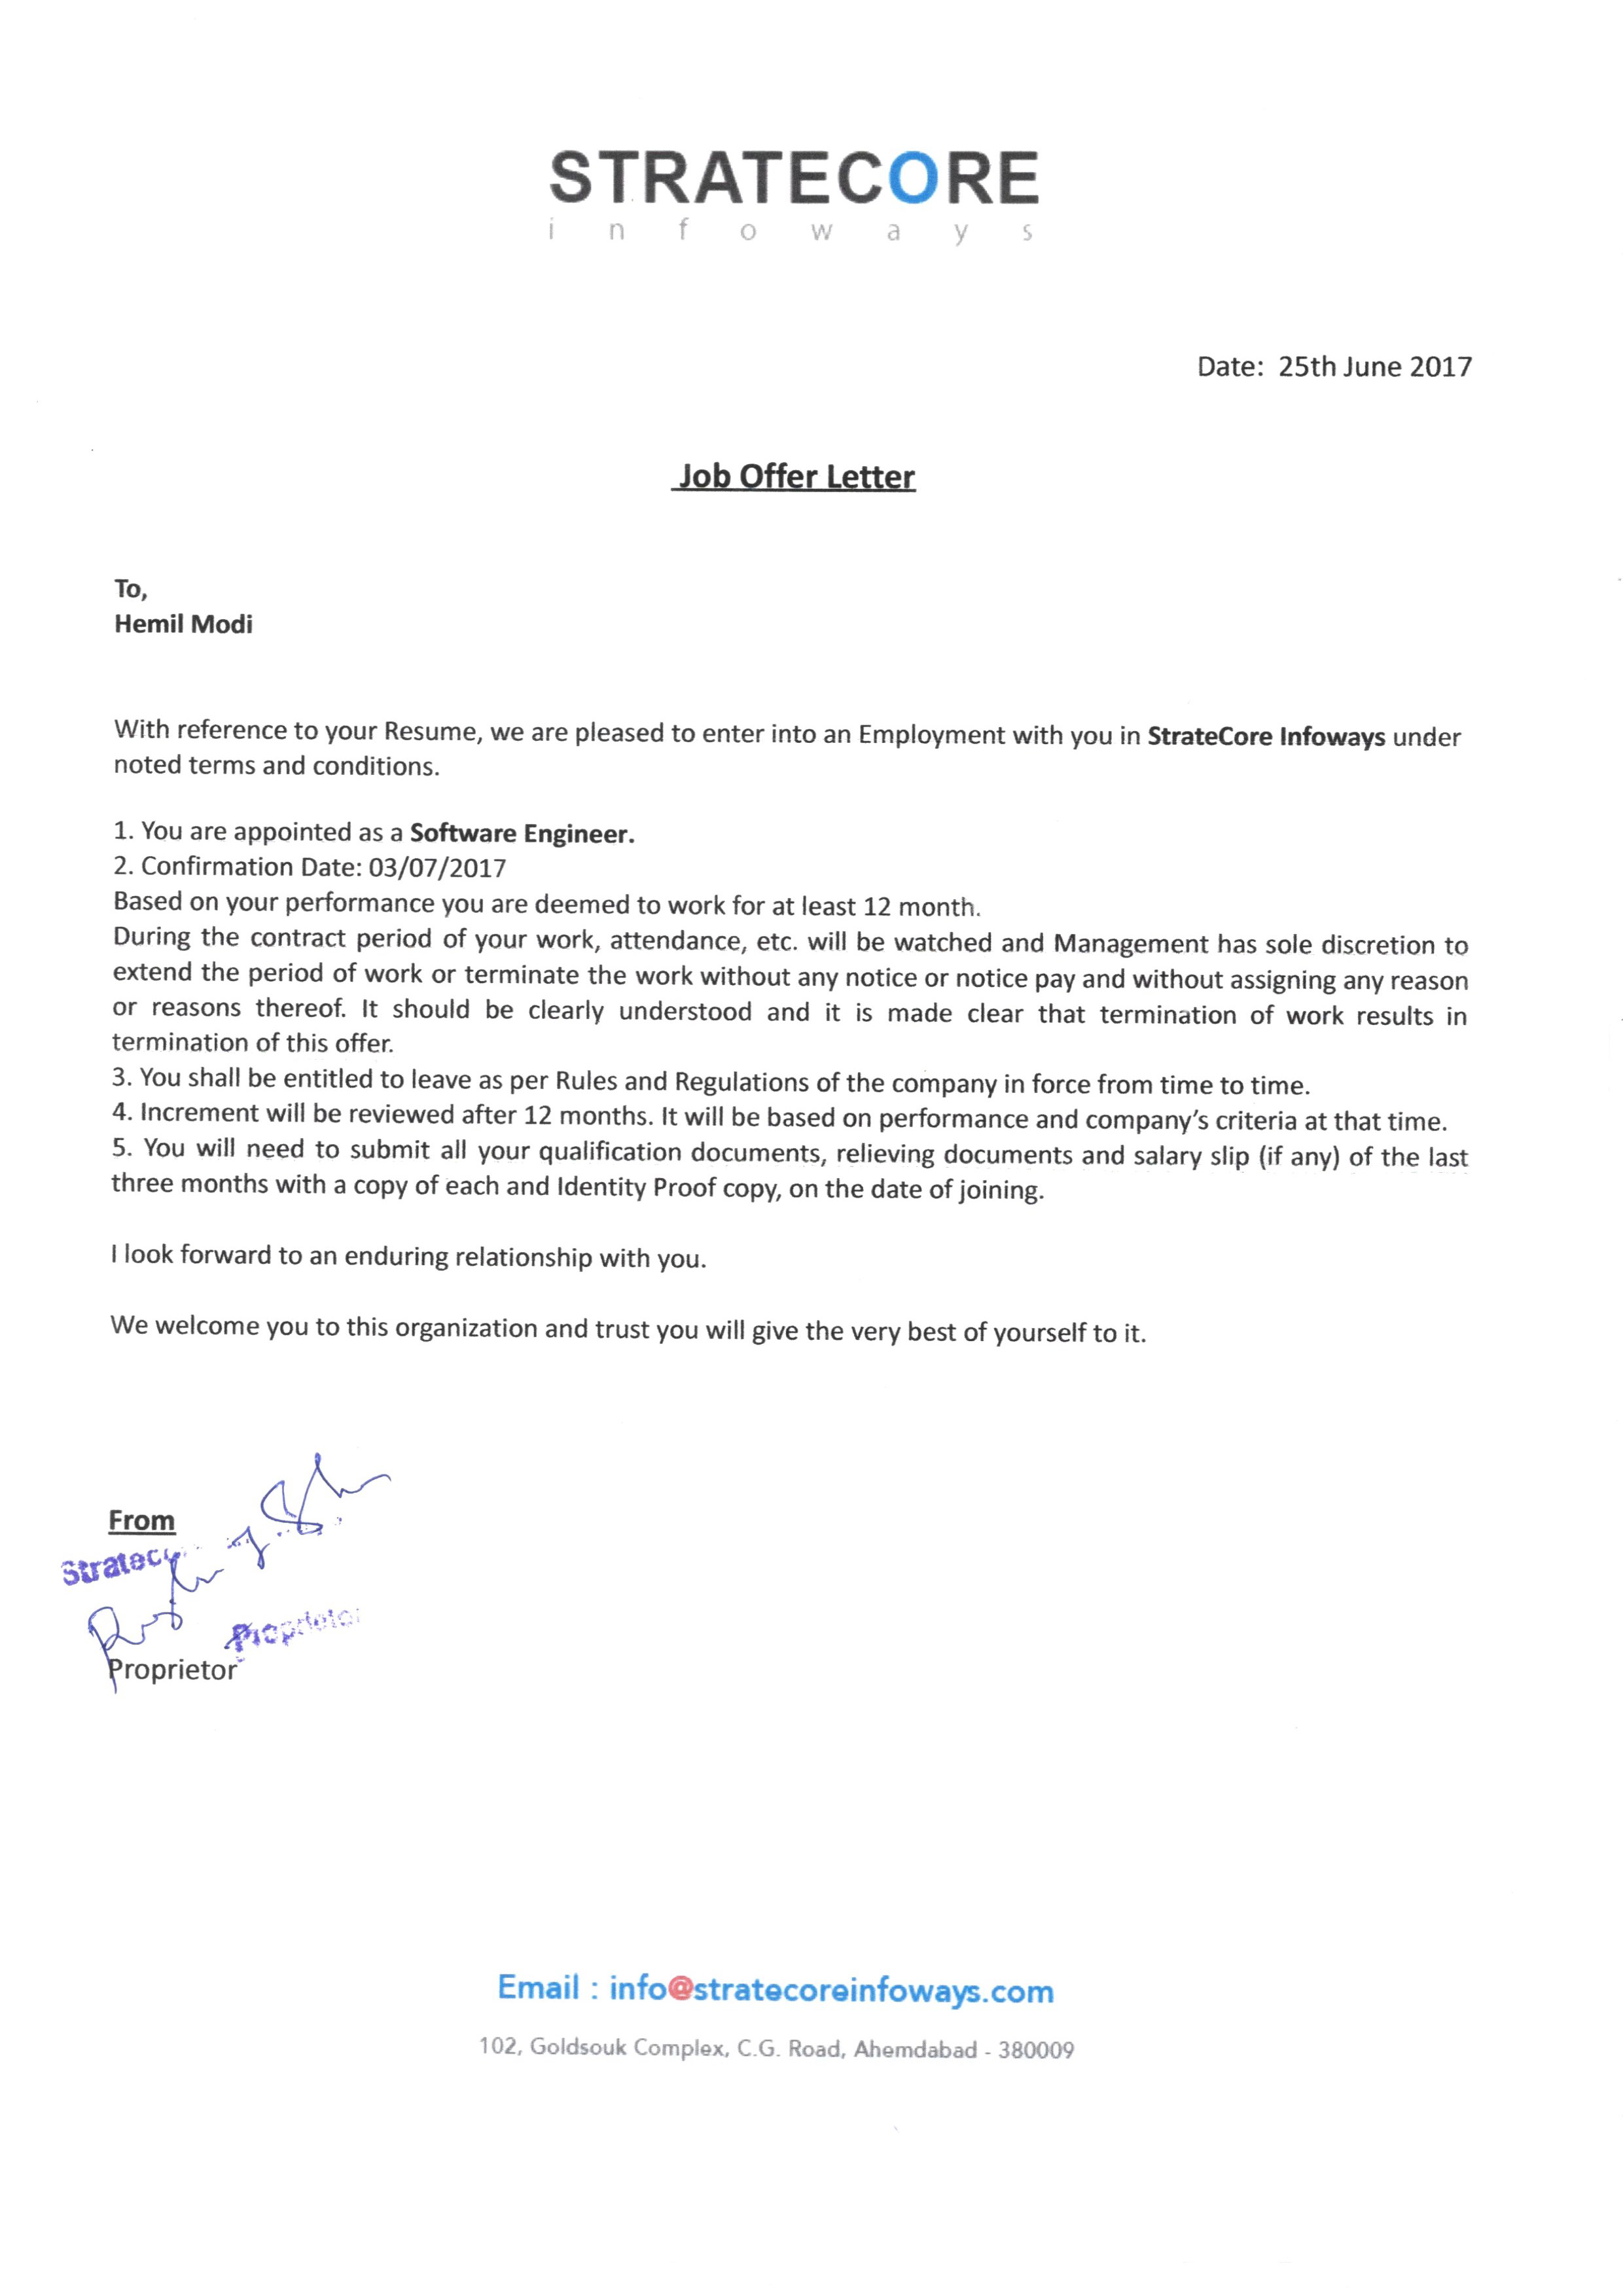 STRATECORE
infoways
Date: 25th June 2017
Job Offer Letter
To,
Hemil Modi
With reference to your Resume, we are pleased to enter into an Employment with you in StrateCore Infoways under
noted terms and conditions.
1. You are appointed as a Software Engineer.
2. Confirmation Date: 03/07/2017
Based on your performance you are deemed to work for at least 12 month.
During the contract period of your work, attendance, etc. will be watched and Management has sole discretion to
extend the period of work or terminate the work without any notice or notice pay and without assigning any reason
or reasons thereof. It should be clearly understood and it is made clear that termination of work results in
termination of this offer.
3. You shall be entitled to leave as per Rules and Regulations of the company in force from time to time.
4. Increment will be reviewed after 12 months. It will be based on performance and company's criteria at that time.
5. You will need to submit all your qualification documents, relieving documents and salary slip (if any) of the last
three months with a copy of each and Identity Proof copy, on the date of joining.
I look forward to an enduring relationship with you.
We welcome you to this organization and trust you will give the very best of yourself to it.
From
Proprietor
Proprietor
Email : info@stratecoreinfoways.com
102, Goldsouk Complex, C.G. Road, Ahemdabad - 380009